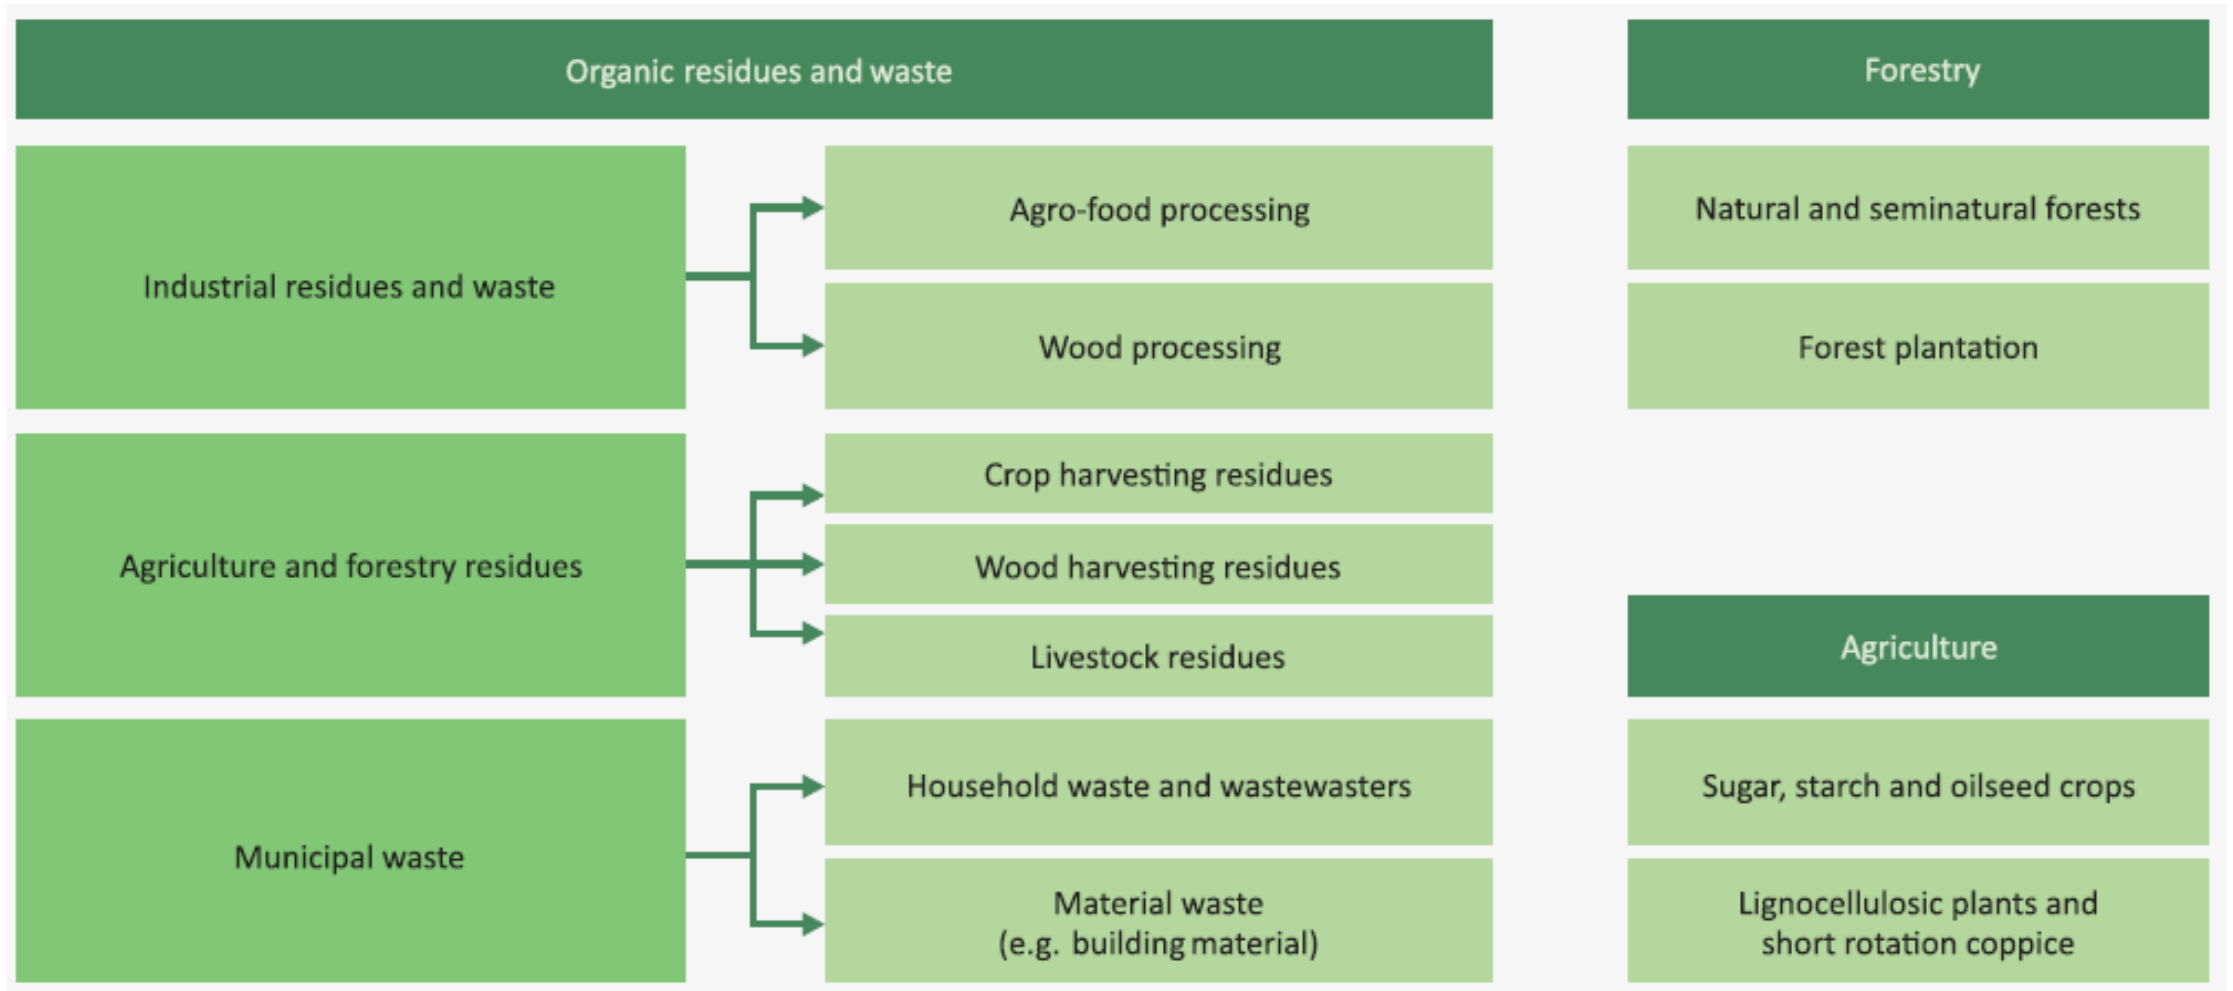 Organic residues and waste
Industrial residues and waste
Agro-food processing
Wood processing
Agriculture and forestry residues
Crop harvesting residues
Wood harvesting residues
Livestock residues
Municipal waste
Household waste and wastewasters
Material waste
(e.g. building material)
Forestry
Natural and seminatural forests
Forest plantation
Agriculture
Sugar, starch and oilseed crops
Lignocellulosic plants and
short rotation coppice